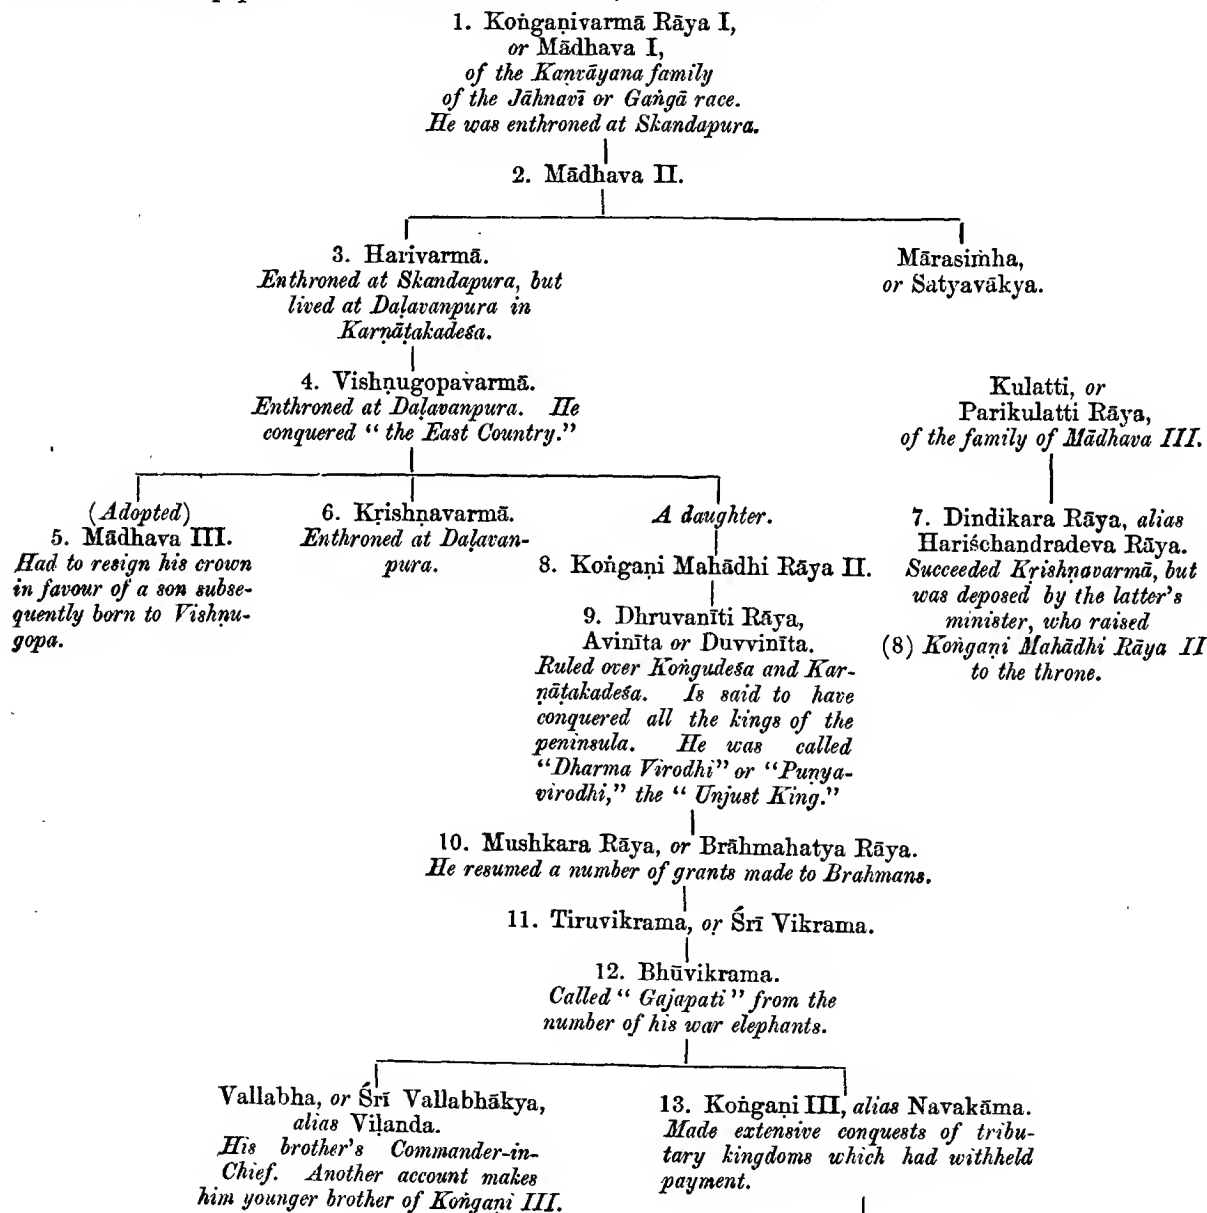 1. Koṅgaṇivarmā Rāya I,
or Mādhava I,
of the Kaṇvāyana family
of the Jāhnavī or Gaṅgā race.
He was enthroned at Skandapura.
2. Mādhava II.
3. Harivarmā.
Enthroned at Skandapura, but
lived at Daḷavanpura in
Karṇāṭakadeśa.
Mārasiṁha,
or Satyavākya.
4. Vishṇugopavarmā.
Enthroned at Daḷavanpura. He
conquered “ the East Country.”
Kulatti, or
Parikulatti Rāya,
of the family of Mādhava III.
(Adopted)
5. Mādhava III.
Had to resign his crown
in favour of a son subse-
quently born to Vishṇu-
gopa.
6. Kṛishṇavarmā.
Enthroned at Daḷavan-
pura.
A daughter.
8. Koṅgaṇi Mahādhi Rāya II.
9. Dhruvanīti Rāya,
Avinīta or Duvvinīta.
Ruled over Koṅgudeśa and Kar-
ṇāṭakadeśa. Is said to have
conquered all the kings of the
peninsula. He was called
“Dharma Virodhi” or “Puṇya-
virodhi,” the “ Unjust King.”
7. Dindikara Rāya, alias
Hariśchandradeva Rāya.
Succeeded Kṛishṇavarmā, but
was deposed by the latter's
minister, who raised
(8) Koṅgaṇi Mahādhi Rāya II
to the throne.
10. Mushkara Rāya, or Brāhmahatya Rāya.
He resumed a number of grants made to Brahmans.
11. Tiruvikrama, or Śrī Vikrama.
12. Bhūvikrama.
Called “ Gajapati ” from the
number of his war elephants.
Vallabha, or Śrī Vallabhākya,
alias Viḷanda.
His brother's Commander-in-
Chief. Another account makes
him younger brother of Koṅgaṇi III.
13. Koṅgaṇi III, alias Navakāma.
Made extensive conquests of tribu-
tary kingdoms which had withheld
payment.